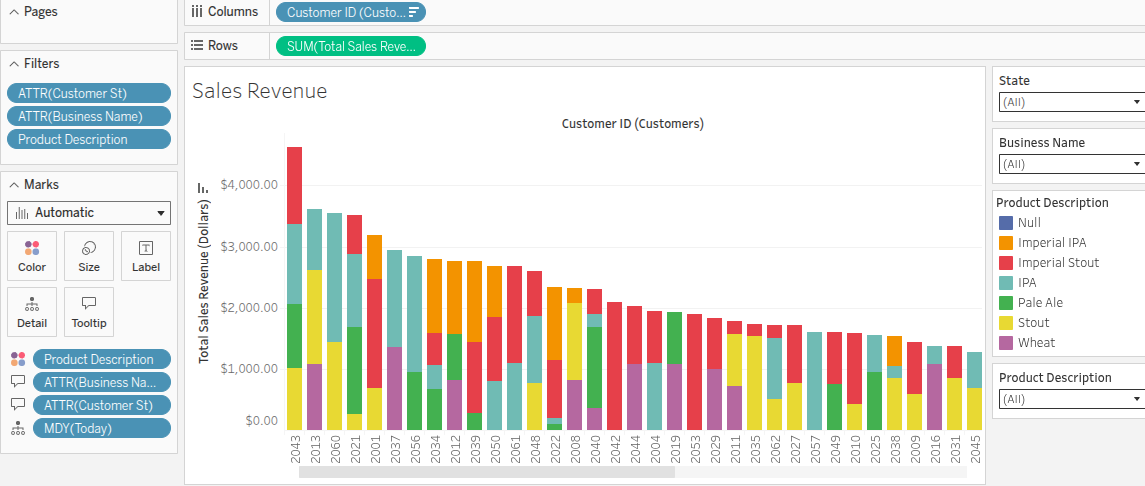 Pages
Columns
Customer ID (Custo...
Rows
SUM(Total Sales Reve...
Filters
ATTR(Customer St)
ATTR(Business Name)
Product Description
Marks
Automatic
Color
Size
Label
Detail
Tooltip
Product Description
ATTR(Business Na...
ATTR(Customer St)
MDY(Today)
Sales Revenue
Customer ID (Customers)
Total Sales Revenue (Dollars)
$4,000.00
$3,000.00
$2,000.00
$1,000.00
$0.00
2043 2013 2060 2021 2001 2037 2056 2034 2012 2039 2050 2061 2048 2022 2008 2040 2042 2044 2004 2019 2053 2029 2011 2035 2062 2027 2057 2049 2010 2025 2038 2009 2016 2031 2045
State
(All)
Business Name
(All)
Product Description
Null
Imperial IPA
Imperial Stout
IPA
Pale Ale
Stout
Wheat
Product Description
(All)